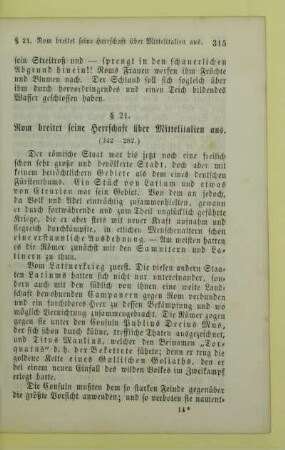 § 21. Rom breitet seine Herrschaft über Mittelitalien aus. 315
sein Streitroß und — sprengt in den schauerlichen
Abgrund hinein!! Roms Frauen werfen ihm Früchte
und Blumen nach. Der Schlund soll sich sogleich über
ihm durch hervordringendes und einen Teich bildendes
Wasser geschlossen haben.
§ 21.
Rom breitet seine Herrschaft über Mittelitalien aus.
(342—282.)
Der römische Staat war bis jetzt noch eine freilich
schon sehr große und bevölkerte Stadt, doch aber mit
keinem beträchtlichern Gebiete als dem eines deutschen
Fürstenthums. Ein Stück von Latium und etwas
von Etrurien war sein Gebiet. Von dem an jedoch,
da Volk und Adel einträchtig geworden, gewann
er durch fortwährende und zum Theil unglücklich geführte
Kriege, bei denen er aber stets mit neuer Kraft aufnahm und
siegreich durchkämpfte, in etlichen Menschenaltern schon
eine erstaunliche Ausdehnung. — Am meisten hatten
es die Römer zunächst mit den Samnitern und La-
tinern zu thun.
Vom Latinerkrieg zuerst. Die vielen andern Staa-
ten Latiums hatten sich nicht nur untereinander, son-
dern auch mit den südlich von ihnen eine weite Land-
schaft bewohnenden Campanern gegen Rom verbunden und
ein furchtbares Heer zu dessen Bekämpfung und wo
möglich Vernichtung zusammengebracht. Die Römer zogen
gegen sie unter den Consuln Publius Decius Mus,
der sich schon durch kühne, treffliche Thaten ausgezeichnet,
und Titus Manlius, welcher den Beinamen „Tor-
quatus“ d. h. der Bekettete führte; denn er trug die
goldene Kette eines Gallischen Goliaths, den er
bei einem neuen Einfall des wilden Volkes im Zweikampf
erlegt hatte.
Die Consuln mußten dem so starken Feinde gegenüber
die größte Vorsicht anwenden; und so verboten sie nament-
14*